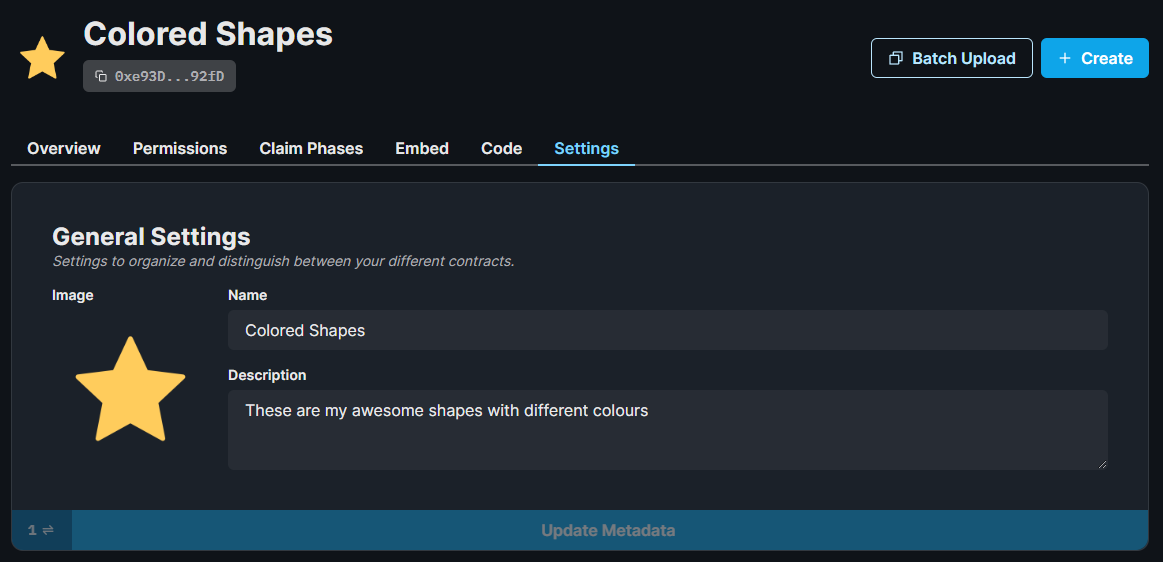 Colored Shapes
0xe93D...92fD
Batch Upload
+ Create
Overview Permissions Claim Phases Embed Code Settings
General Settings
Settings to organize and distinguish between your different contracts.
Image
Name
Colored Shapes
Description
These are my awesome shapes with different colours
1 ⇌ Update Metadata